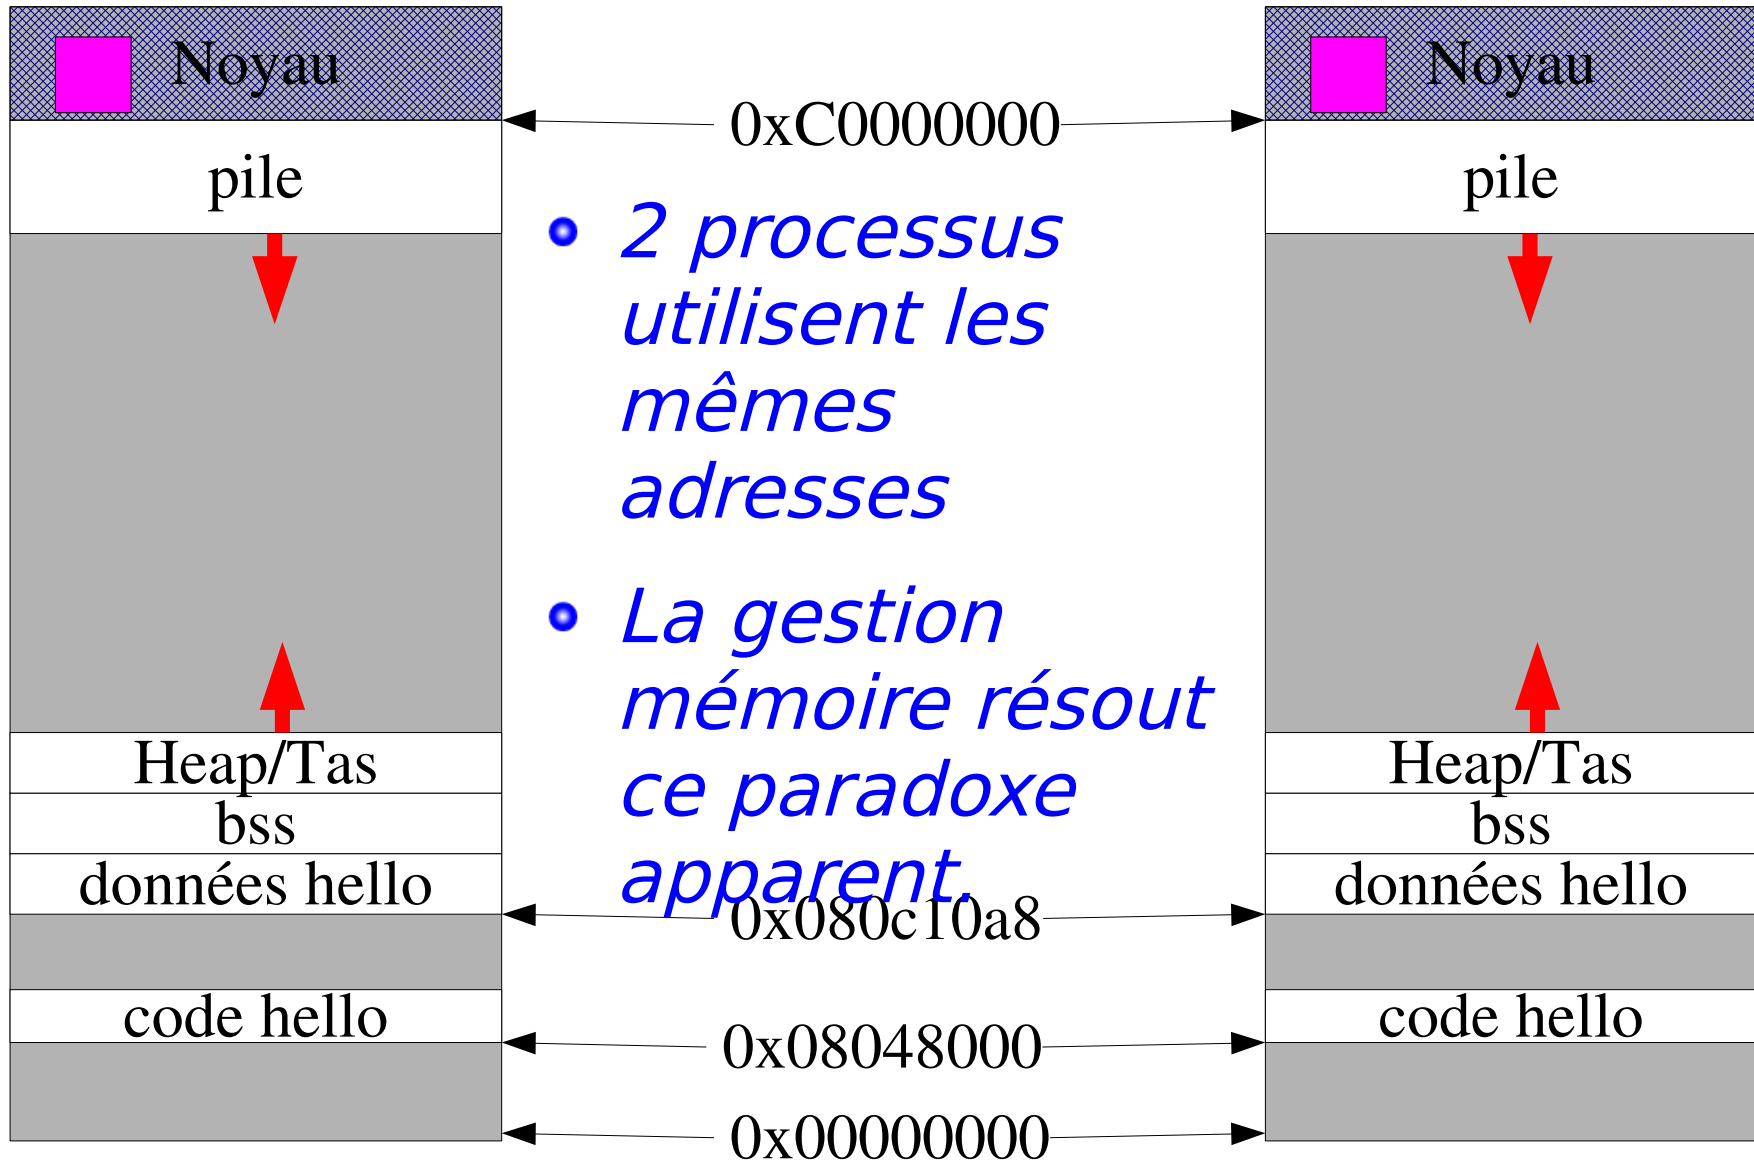 Noyau
pile
Heap/Tas
bss
données hello
code hello
0xC0000000
2 processus
utilisent les
mêmes
adresses
La gestion
mémoire résout
ce paradoxe
apparent.
0x080c10a8
0x08048000
0x00000000
Noyau
pile
Heap/Tas
bss
données hello
code hello